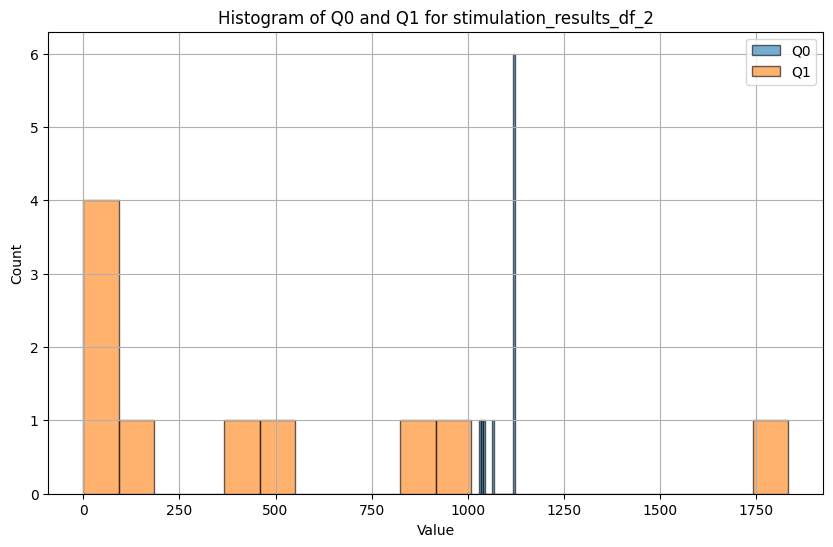 Histogram of Q0 and Q1 for stimulation_results_df_2
Q0
Q1
Count
6
5
4
3
2
1
0
0 250 500 750 1000 1250 1500 1750
Value